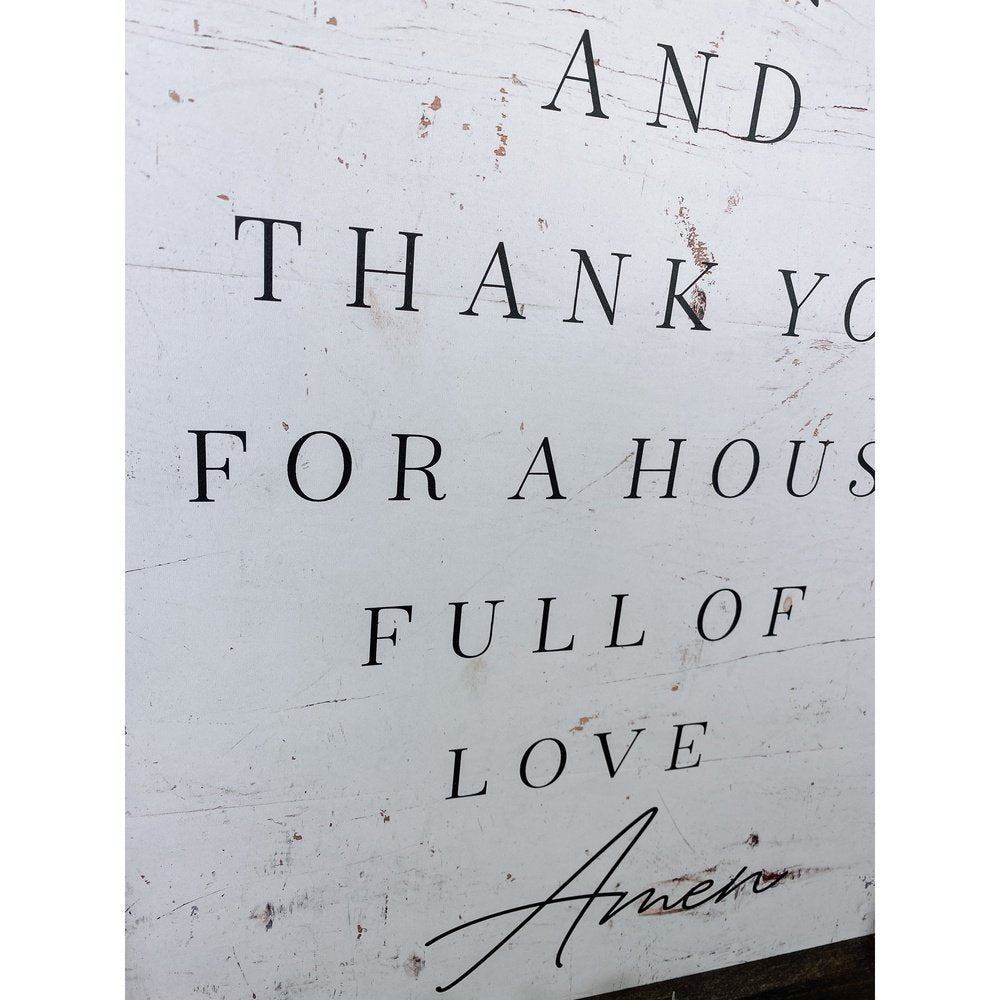 AND
THANK YO
FOR A HOUS
FULL OF
LOVE
Amen